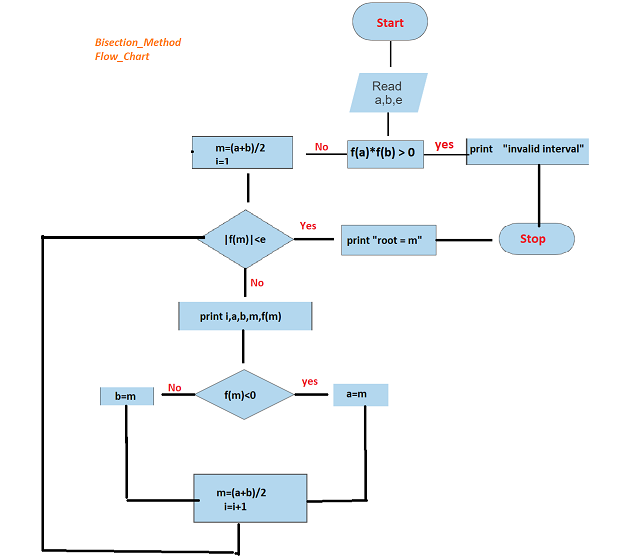 Start
Bisection_Method
Flow_Chart
Read
a,b,e
m=(a+b)/2
i=1
No
f(a)*f(b) > 0
yes
print "invalid interval"
|f(m)|<e
Yes
print "root = m"
Stop
No
print i,a,b,m,f(m)
b=m
No
f(m)<0
yes
a=m
m=(a+b)/2
i=i+1